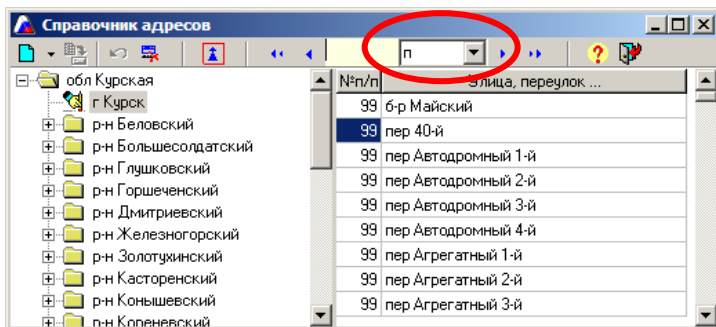 Справочник адресов
п
обл Курская
г Курск
р-н Беловский
р-н Большесолдатский
р-н Глушковский
р-н Горшеченский
р-н Дмитриевский
р-н Железногорский
р-н Золотухинский
р-н Касторенский
р-н Конышевский
р-н Кореневский
№п/п Улица, переулок ...
99 б-р Майский
99 пер 40-й
99 пер Автодромный 1-й
99 пер Автодромный 2-й
99 пер Автодромный 3-й
99 пер Автодромный 4-й
99 пер Агрегатный 1-й
99 пер Агрегатный 2-й
99 пер Агрегатный 3-й